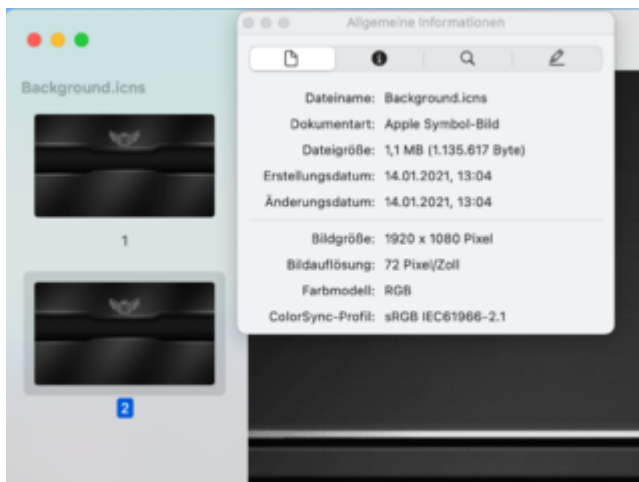 Allgemeine Informationen
Background.icns
1
2
Dateiname: Background.icns
Dokumentart: Apple Symbol-Bild
Dateigröße: 1,1 MB (1.135.617 Byte)
Erstellungsdatum: 14.01.2021, 13:04
Änderungsdatum: 14.01.2021, 13:04
Bildgröße: 1920 x 1080 Pixel
Bildauflösung: 72 Pixel/Zoll
Farbmodell: RGB
ColorSync-Profil: sRGB IEC61966-2.1